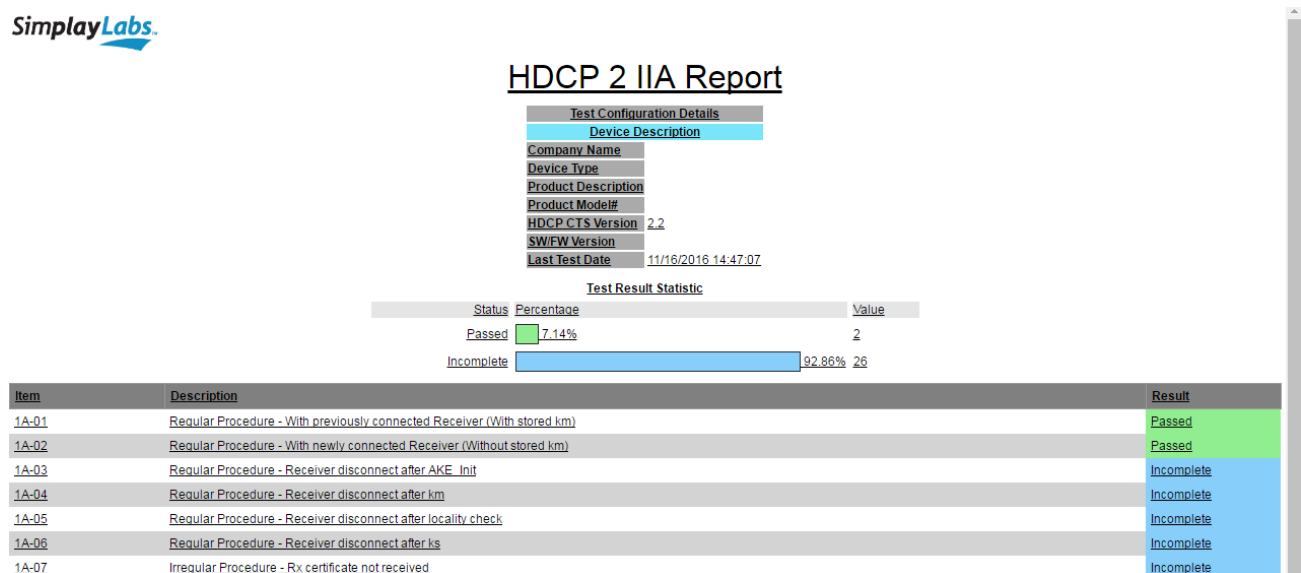 SimplayLabs™
HDCP 2 IIA Report
Test Configuration Details
Device Description
Company Name
Device Type
Product Description
Product Model#
HDCP CTS Version 2.2
SW/FW Version
Last Test Date 11/16/2016 14:47:07
Test Result Statistic
Status Percentage Value
Passed 7.14% 2
Incomplete 92.86% 26
Item Description Result
1A-01 Regular Procedure - With previously connected Receiver (With stored km) Passed
1A-02 Regular Procedure - With newly connected Receiver (Without stored km) Passed
1A-03 Regular Procedure - Receiver disconnect after AKE_Init Incomplete
1A-04 Regular Procedure - Receiver disconnect after km Incomplete
1A-05 Regular Procedure - Receiver disconnect after locality check Incomplete
1A-06 Regular Procedure - Receiver disconnect after ks Incomplete
1A-07 Irregular Procedure - Rx certificate not received Incomplete